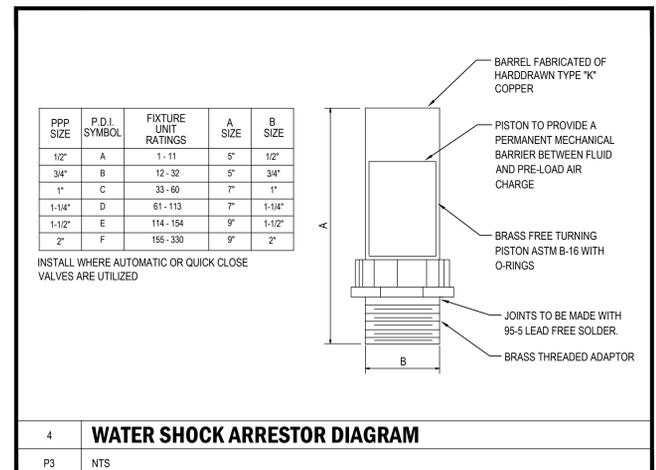 BARREL FABRICATED OF
HARDDRAWN TYPE "K"
COPPER
PPP SIZE P.D.I. SYMBOL FIXTURE UNIT RATINGS A SIZE B SIZE
1/2" A 1 - 11 5" 1/2"
3/4" B 12 - 32 5" 3/4"
1" C 33 - 60 7" 1"
1-1/4" D 61 - 113 7" 1-1/4"
1-1/2" E 114 - 154 9" 1-1/2"
2" F 155 - 330 9" 2"
INSTALL WHERE AUTOMATIC OR QUICK CLOSE
VALVES ARE UTILIZED
PISTON TO PROVIDE A
PERMANENT MECHANICAL
BARRIER BETWEEN FLUID
AND PRE-LOAD AIR
CHARGE
A
BRASS FREE TURNING
PISTON ASTM B-16 WITH
O-RINGS
JOINTS TO BE MADE WITH
95-5 LEAD FREE SOLDER.
BRASS THREADED ADAPTOR
B
4 WATER SHOCK ARRESTOR DIAGRAM
P3 NTS